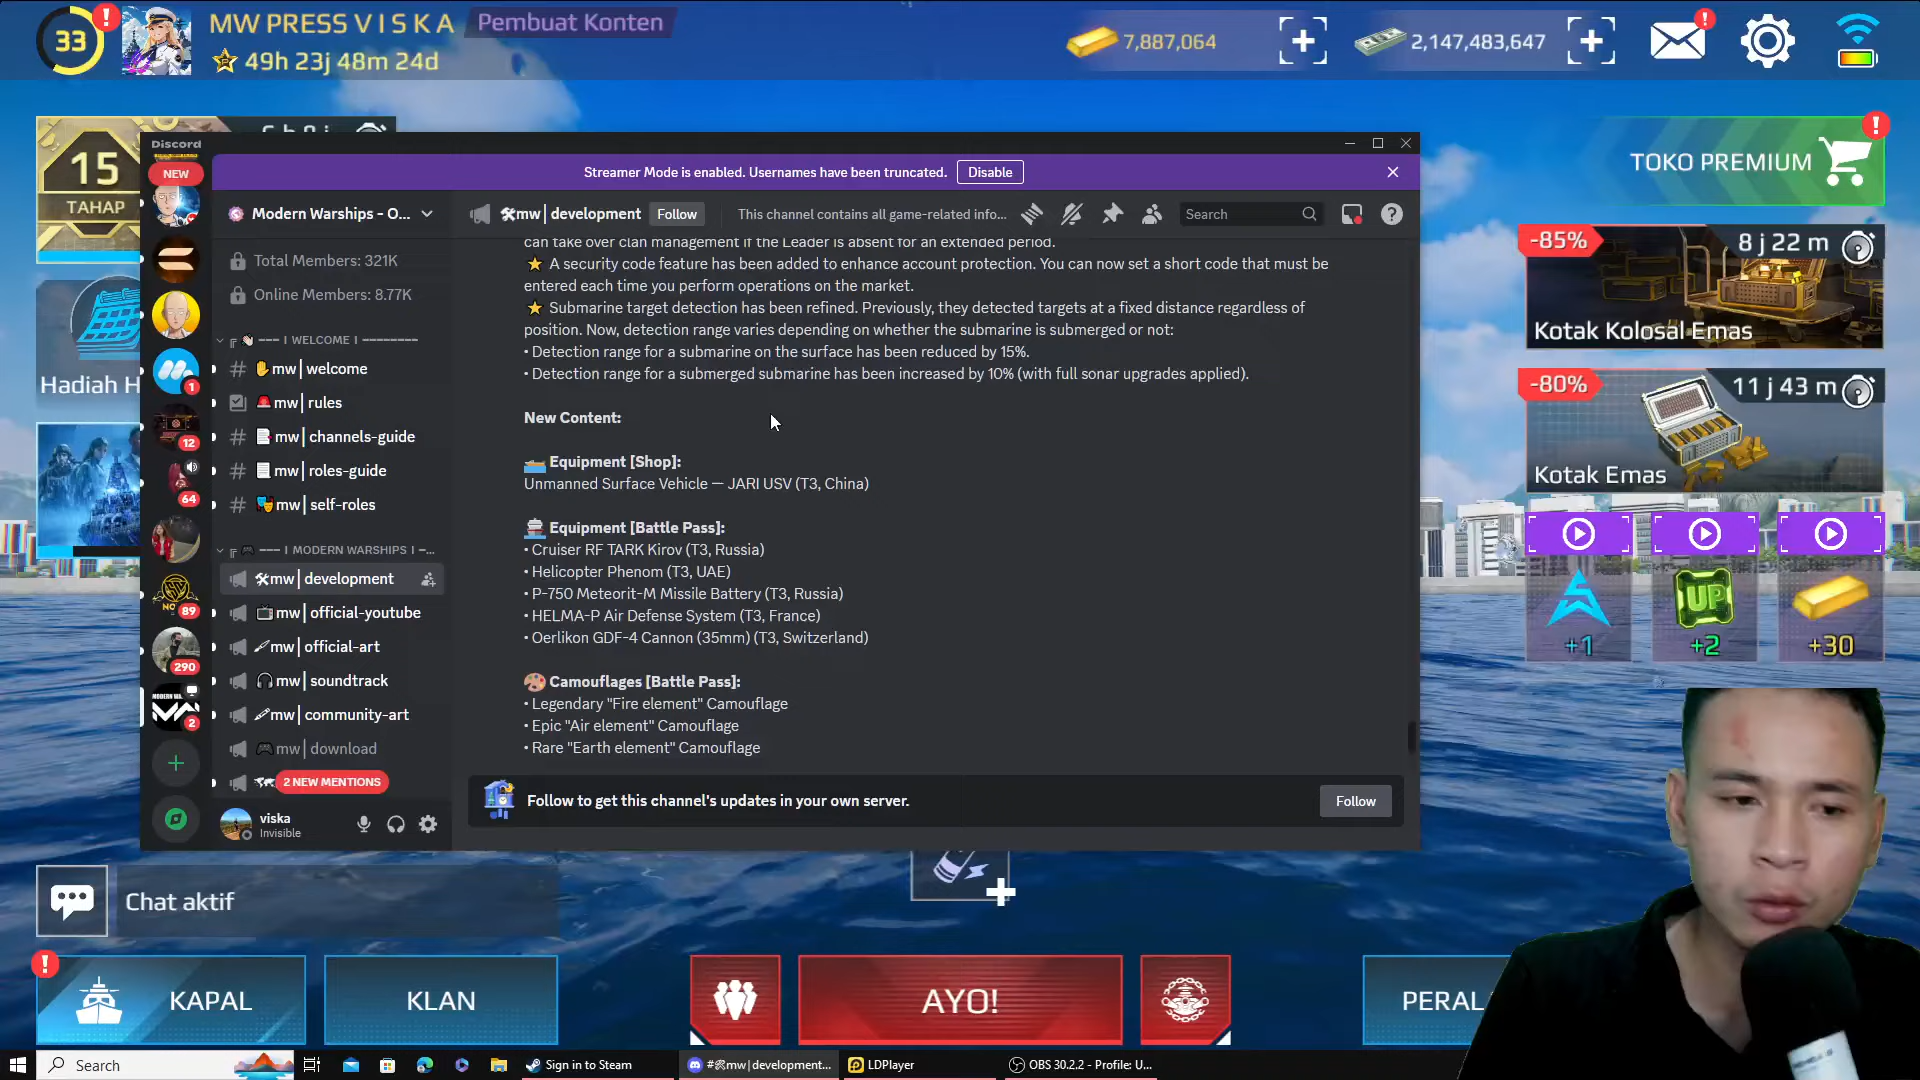 33
MW PRESS V I S K A
Pembuat Konten
49h 23j 48m 24d
7,887,064
2,147,483,647
15
TAHAP
TOKO PREMIUM
-85%
8 j 22 m
Kotak Kolosal Emas
-80%
11 j 43 m
Kotak Emas
UP
+1
+2
+30
Hadiah H
Discord
NEW
Streamer Mode is enabled. Usernames have been truncated.
Disable
Modern Warships - O...
mw | development
Follow
This channel contains all game-related info...
Search
Total Members: 321K
Online Members: 8.77K
--- I WELCOME I --------
mw | welcome
mw | rules
mw | channels-guide
mw | roles-guide
mw | self-roles
--- I MODERN WARSHIPS I -...
mw | development
mw | official-youtube
mw | official-art
mw | soundtrack
mw | community-art
mw | download
2 NEW MENTIONS
1
12
64
89
290
2
viska
Invisible
can take over clan management if the Leader is absent for an extended period.
⭐ A security code feature has been added to enhance account protection. You can now set a short code that must be
entered each time you perform operations on the market.
⭐ Submarine target detection has been refined. Previously, they detected targets at a fixed distance regardless of
position. Now, detection range varies depending on whether the submarine is submerged or not:
• Detection range for a submarine on the surface has been reduced by 15%.
• Detection range for a submerged submarine has been increased by 10% (with full sonar upgrades applied).
New Content:
Equipment [Shop]:
Unmanned Surface Vehicle — JARI USV (T3, China)
Equipment [Battle Pass]:
• Cruiser RF TARK Kirov (T3, Russia)
• Helicopter Phenom (T3, UAE)
• P-750 Meteorit-M Missile Battery (T3, Russia)
• HELMA-P Air Defense System (T3, France)
• Oerlikon GDF-4 Cannon (35mm) (T3, Switzerland)
Camouflages [Battle Pass]:
• Legendary "Fire element" Camouflage
• Epic "Air element" Camouflage
• Rare "Earth element" Camouflage
Follow to get this channel's updates in your own server.
Follow
Chat aktif
KAPAL
KLAN
AYO!
PERAL
Search
Sign in to Steam
#🛠mw | development...
LDPlayer
OBS 30.2.2 - Profile: U...